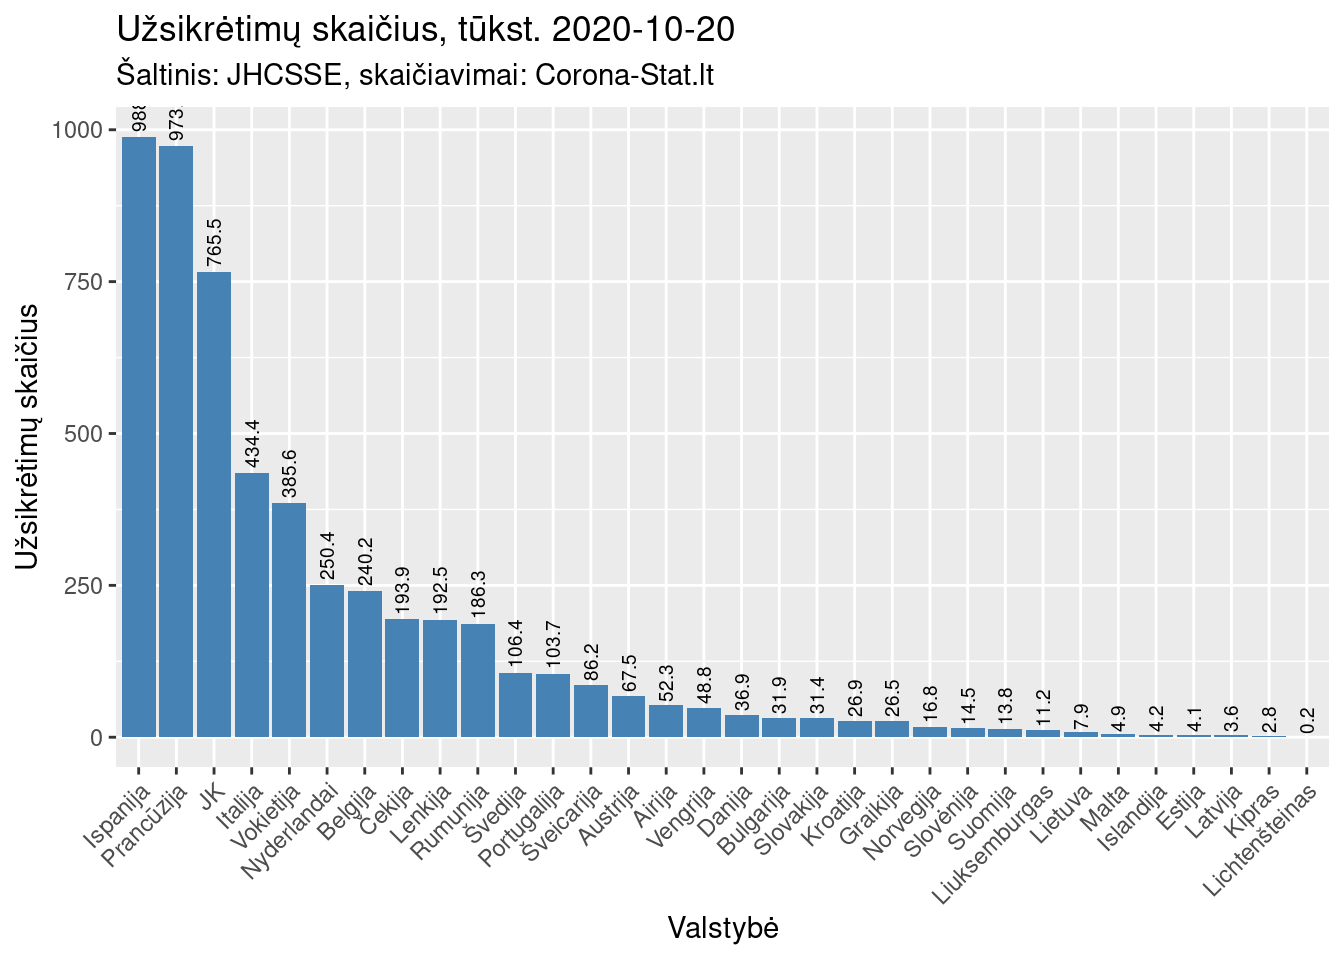 Užsikrėtimų skaičius, tūkst. 2020-10-20
Šaltinis: JHCSSE, skaičiavimai: Corona-Stat.lt
Užsikrėtimų skaičius
1000
750
500
250
0
988
973.
765.5
434.4
385.6
250.4
240.2
193.9
192.5
186.3
106.4
103.7
86.2
67.5
52.3
48.8
36.9
31.9
31.4
26.9
26.5
16.8
14.5
13.8
11.2
7.9
4.9
4.2
4.1
3.6
2.8
0.2
Ispanija
Prancūzija
JK
Italija
Vokietija
Nyderlandai
Belgija
Čekija
Lenkija
Rumunija
Švedija
Portugalija
Šveicarija
Austrija
Airija
Vengrija
Danija
Bulgarija
Slovakija
Kroatija
Graikija
Norvegija
Slovėnija
Suomija
Liuksemburgas
Lietuva
Malta
Islandija
Estija
Latvija
Kipras
Lichtenšteinas
Valstybė